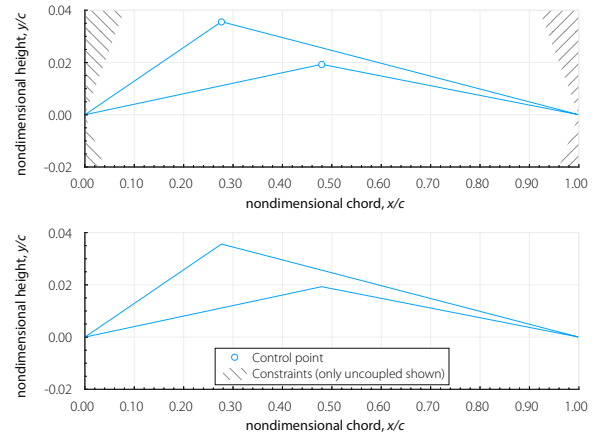 nondimensional height, y/c
0.04
0.02
0.00
-0.02
0.00 0.10 0.20 0.30 0.40 0.50 0.60 0.70 0.80 0.90 1.00
nondimensional chord, x/c
nondimensional height, y/c
0.04
0.02
0.00
-0.02
Control point
Constraints (only uncoupled shown)
0.00 0.10 0.20 0.30 0.40 0.50 0.60 0.70 0.80 0.90 1.00
nondimensional chord, x/c